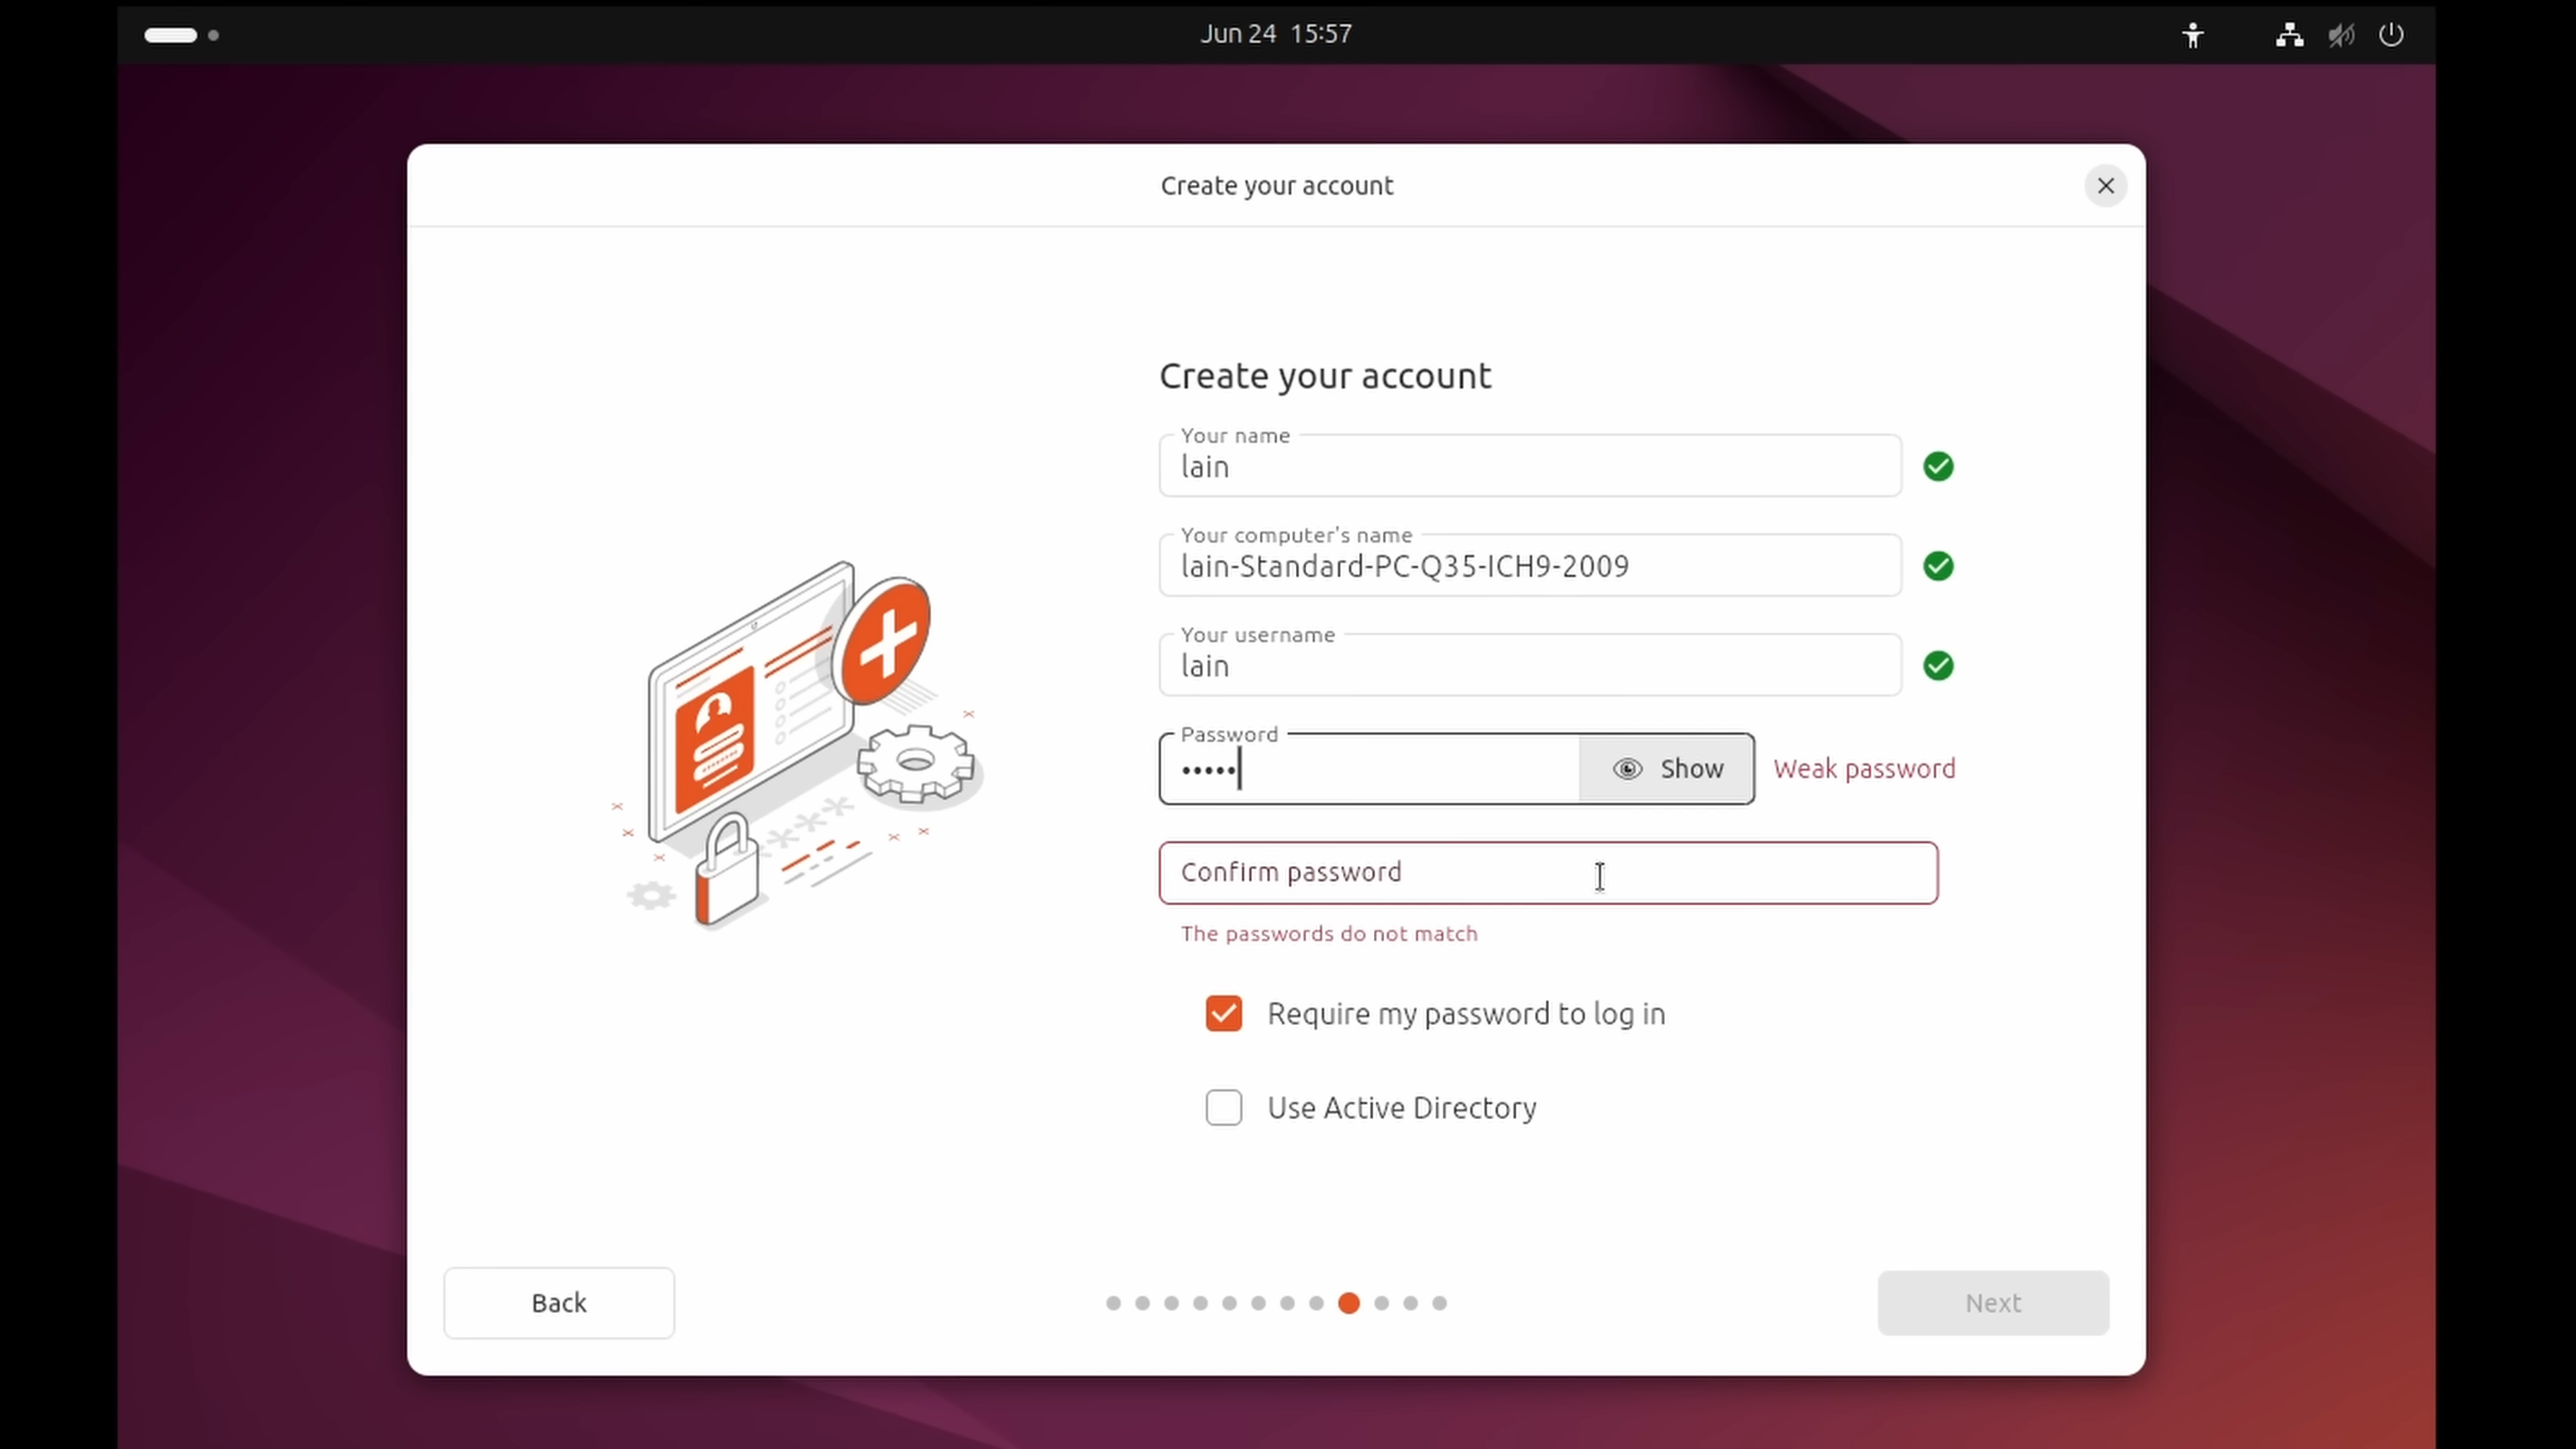 Jun 24 15:57
Create your account
Create your account
Your name
lain
Your computer's name
lain-Standard-PC-Q35-ICH9-2009
Your username
lain
Password
•••••
Show
Weak password
Confirm password
The passwords do not match
Require my password to log in
Use Active Directory
Back
Next